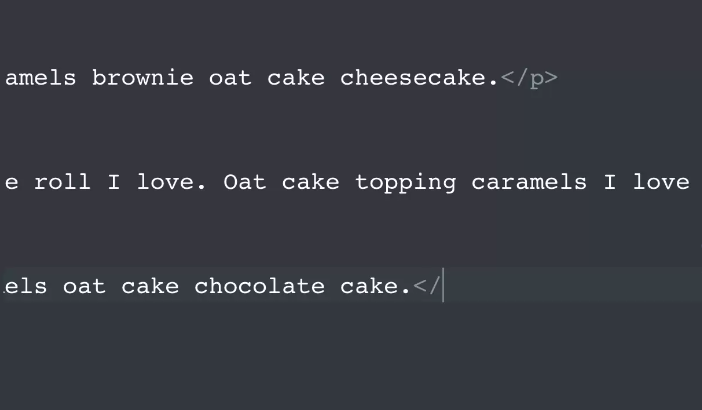 amels brownie oat cake cheesecake.</p>
e roll I love. Oat cake topping caramels I love
els oat cake chocolate cake.</